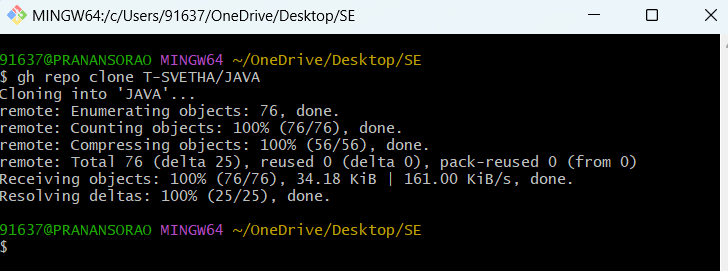 MINGW64:/c/Users/91637/OneDrive/Desktop/SE
91637@PRANANSORAO MINGW64 ~/OneDrive/Desktop/SE
$ gh repo clone T-SVETHA/JAVA
Cloning into 'JAVA'...
remote: Enumerating objects: 76, done.
remote: Counting objects: 100% (76/76), done.
remote: Compressing objects: 100% (56/56), done.
remote: Total 76 (delta 25), reused 0 (delta 0), pack-reused 0 (from 0)
Receiving objects: 100% (76/76), 34.18 KiB | 161.00 KiB/s, done.
Resolving deltas: 100% (25/25), done.
91637@PRANANSORAO MINGW64 ~/OneDrive/Desktop/SE
$